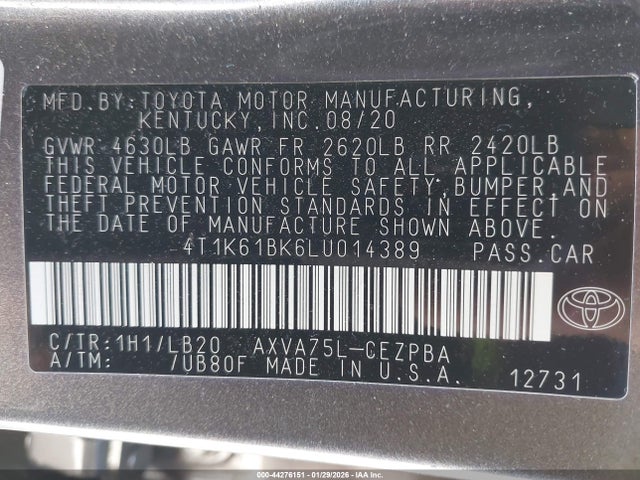 MFD.BY:TOYOTA MOTOR MANUFACTURING,
KENTUCKY,INC.08/20
GVWR 4630LB GAWR FR 2620LB RR 2420LB
THIS VEHICLE CONFORMS TO ALL APPLICABLE
FEDERAL MOTOR VEHICLE SAFETY,BUMPER,AND
THEFT PREVENTION STANDARDS IN EFFECT ON
THE DATE OF MANUFACTURE SHOWN ABOVE.
4T1K61BK6LU014389 PASS.CAR
C/TR:1H1/LB20 AXVA75L-CEZPBA
A/TM: 7UB80F MADE IN U.S.A. 12731
000-44276151 - 01/29/2026 - IAA Inc.